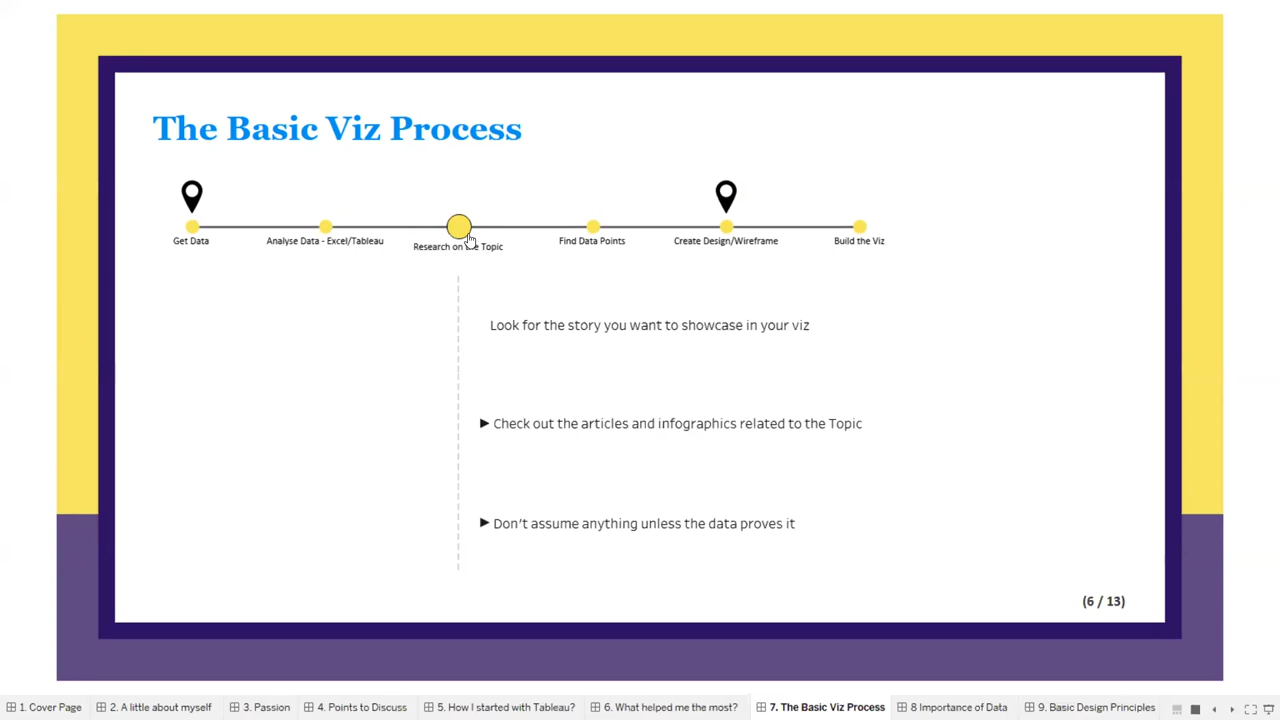 The Basic Viz Process
Get Data
Analyse Data - Excel/Tableau
Research on the Topic
Find Data Points
Create Design/Wireframe
Build the Viz
Look for the story you want to showcase in your viz
► Check out the articles and infographics related to the Topic
► Don't assume anything unless the data proves it
(6 / 13)
1. Cover Page
2. A little about myself
3. Passion
4. Points to Discuss
5. How I started with Tableau?
6. What helped me the most?
7. The Basic Viz Process
8 Importance of Data
9. Basic Design Principles